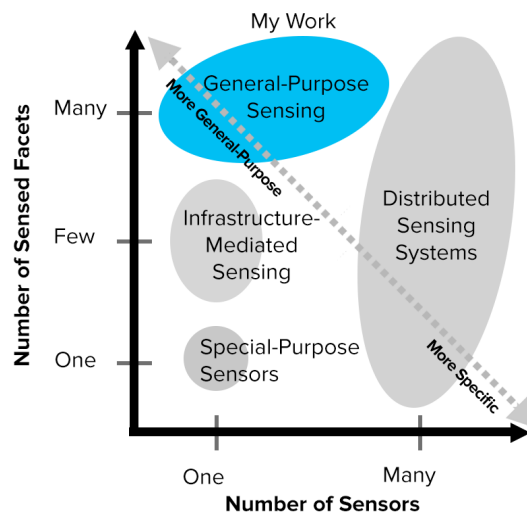 My Work
General-Purpose
Sensing
More General-Purpose
Many
Number of Sensed Facets
Few
Infrastructure-
Mediated
Sensing
Distributed
Sensing
Systems
One
Special-Purpose
Sensors
More Specific
One
Many
Number of Sensors